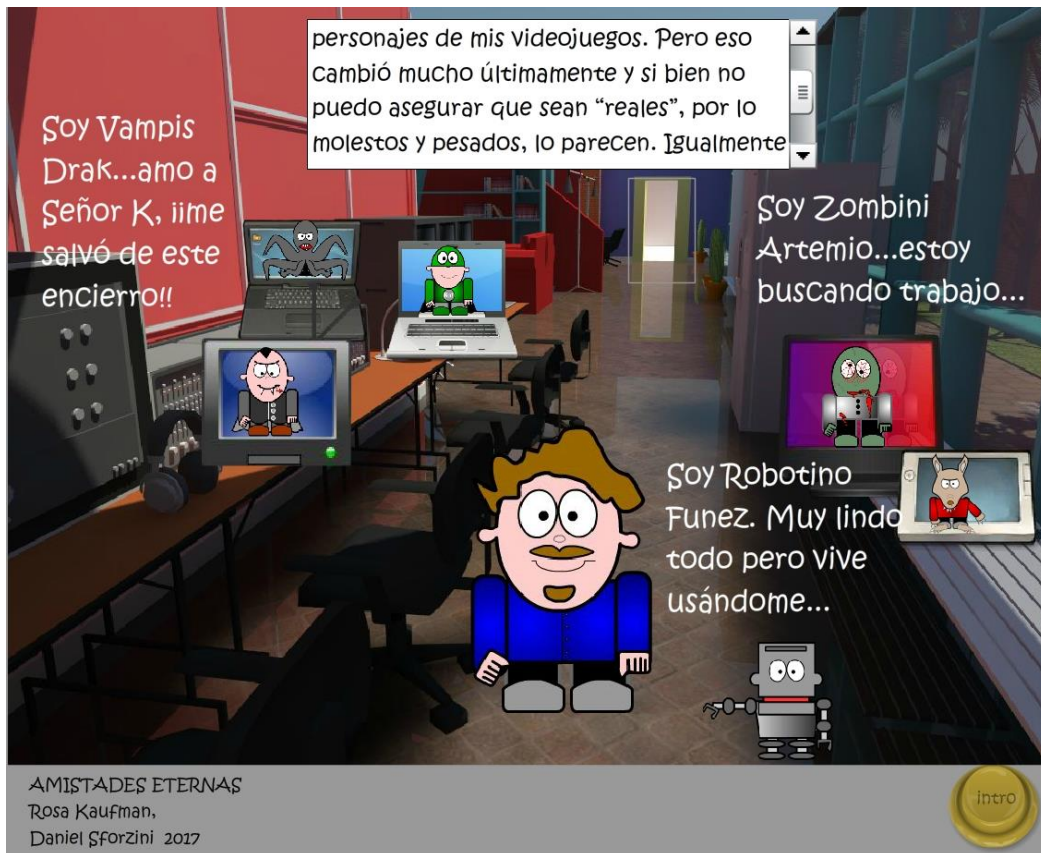 personajes de mis videojuegos. Pero eso
cambió mucho últimamente y si bien no
puedo asegurar que sean “reales”, por lo
molestos y pesados, lo parecen. Igualmente
Soy Vampis
Drak...amo a
Señor K, ¡¡me
salvó de este
encierro!!
Soy Zombini
Artemio...estoy
buscando trabajo...
Soy Robotino
Funez. Muy lindo
todo pero vive
usándome...
AMISTADES ETERNAS
Rosa Kaufman,
Daniel Sforzini 2017
intro